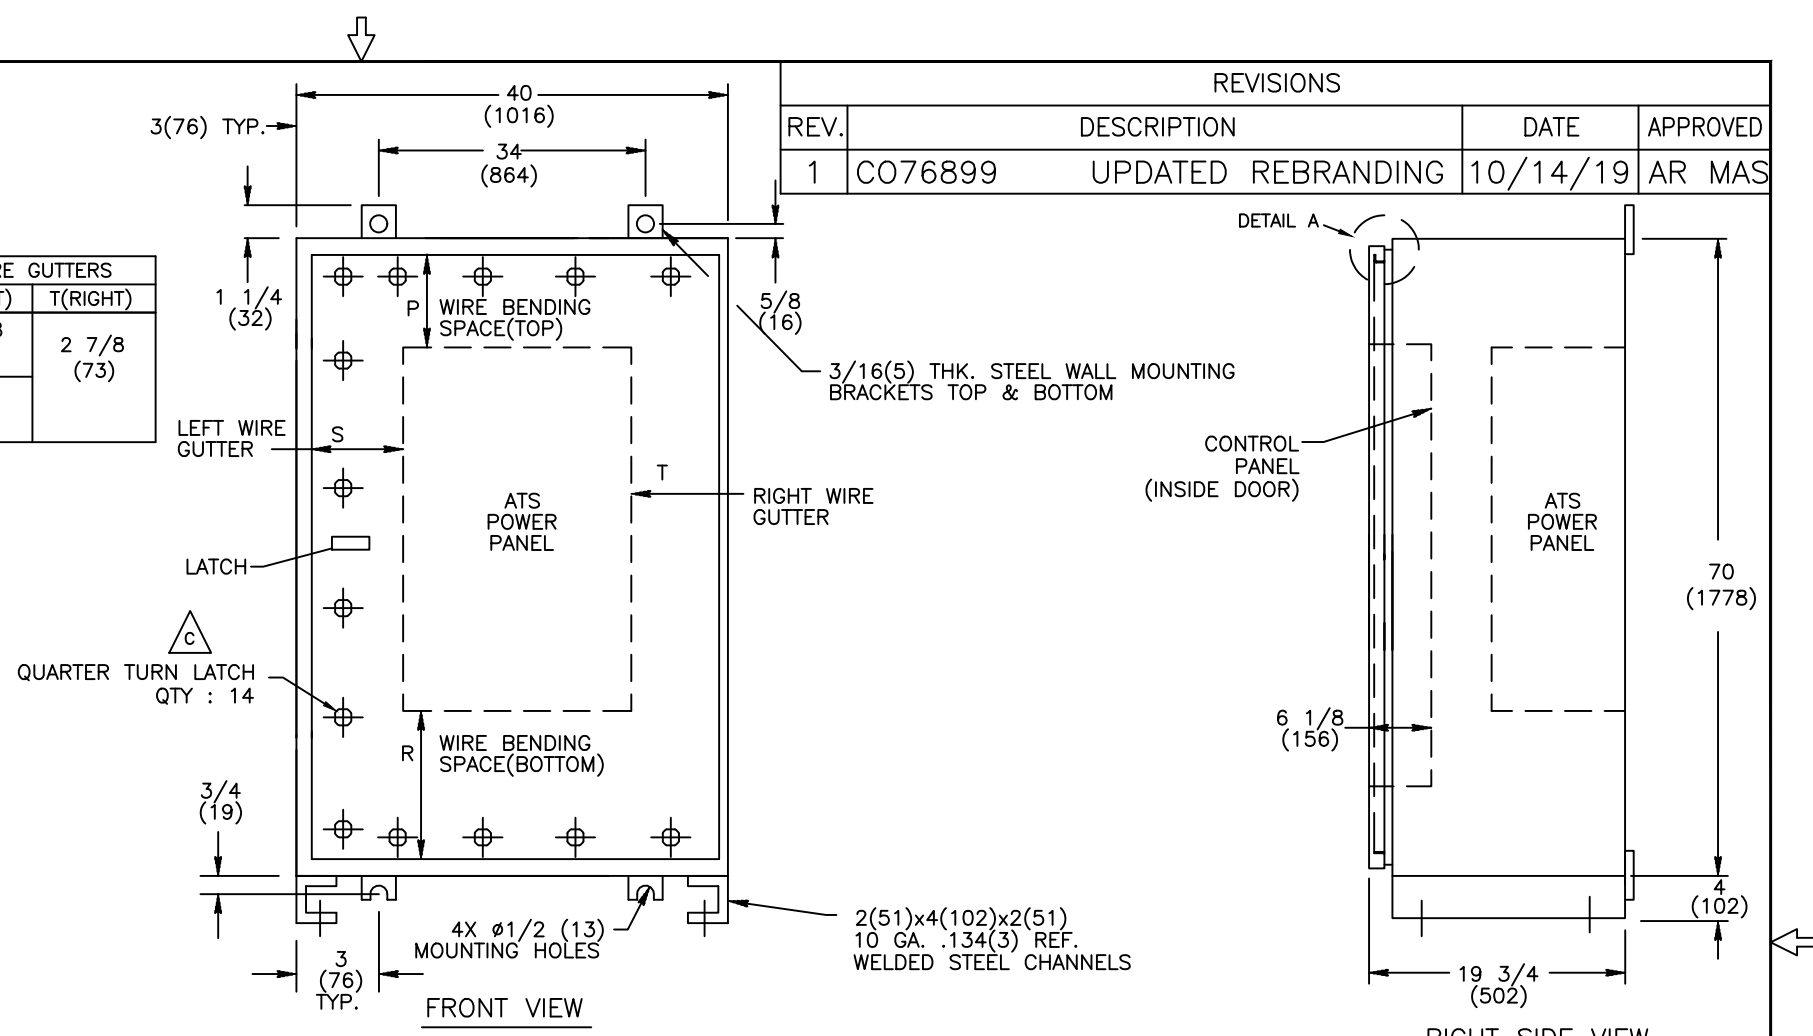 REVISIONS
REV. DESCRIPTION DATE APPROVED
1 CO76899 UPDATED REBRANDING 10/14/19 AR MAS
40
(1016)
3(76) TYP.
34
(864)
1 1/4
(32)
5/8
(16)
GUTTERS
T(RIGHT)
2 7/8
(73)
P WIRE BENDING
SPACE(TOP)
3/16(5) THK. STEEL WALL MOUNTING
BRACKETS TOP & BOTTOM
LEFT WIRE
GUTTER
S
T
RIGHT WIRE
GUTTER
ATS
POWER
PANEL
LATCH
C
QUARTER TURN LATCH
QTY : 14
R WIRE BENDING
SPACE(BOTTOM)
3/4
(19)
4X ø1/2 (13)
MOUNTING HOLES
3
(76)
TYP.
2(51)x4(102)x2(51)
10 GA. .134(3) REF.
WELDED STEEL CHANNELS
FRONT VIEW
DETAIL A
CONTROL
PANEL
(INSIDE DOOR)
ATS
POWER
PANEL
70
(1778)
6 1/8
(156)
4
(102)
19 3/4
(502)
RIGHT SIDE VIEW